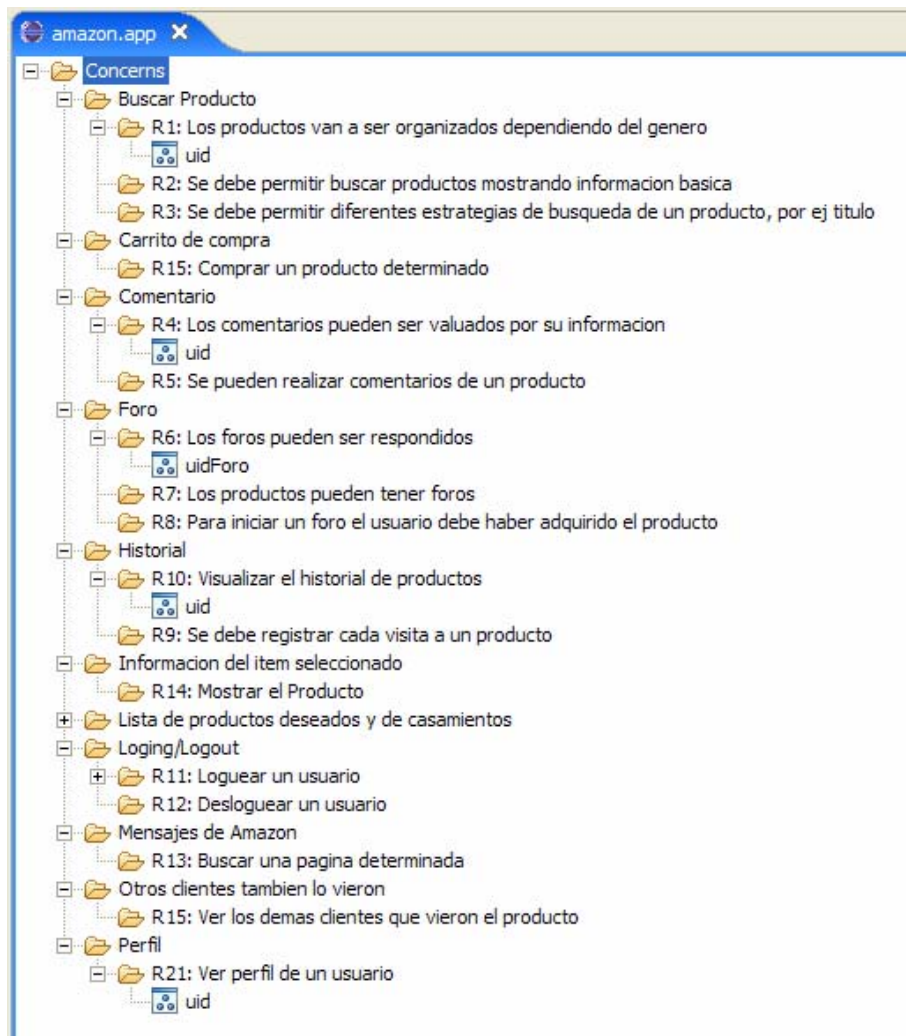 amazon.app
Concerns
Buscar Producto
R1: Los productos van a ser organizados dependiendo del genero
uid
R2: Se debe permitir buscar productos mostrando informacion basica
R3: Se debe permitir diferentes estrategias de busqueda de un producto, por ej titulo
Carrito de compra
R15: Comprar un producto determinado
Comentario
R4: Los comentarios pueden ser valuados por su informacion
uid
R5: Se pueden realizar comentarios de un producto
Foro
R6: Los foros pueden ser respondidos
uidForo
R7: Los productos pueden tener foros
R8: Para iniciar un foro el usuario debe haber adquirido el producto
Historial
R10: Visualizar el historial de productos
uid
R9: Se debe registrar cada visita a un producto
Informacion del item seleccionado
R14: Mostrar el Producto
Lista de productos deseados y de casamientos
Loging/Logout
R11: Loguear un usuario
R12: Desloguear un usuario
Mensajes de Amazon
R13: Buscar una pagina determinada
Otros clientes tambien lo vieron
R15: Ver los demas clientes que vieron el producto
Perfil
R21: Ver perfil de un usuario
uid